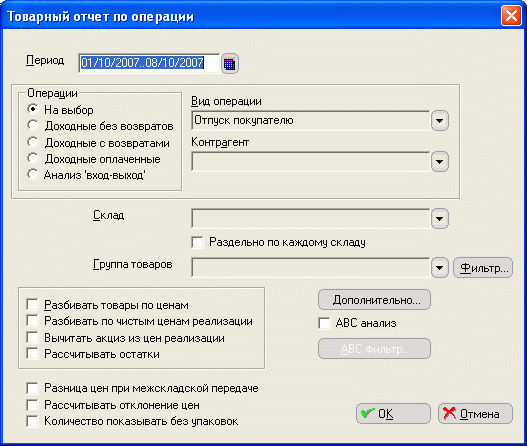 Товарный отчет по операции
Период 01/10/2007..08/10/2007
Операции
На выбор
Доходные без возвратов
Доходные с возвратами
Доходные оплаченные
Анализ 'вход-выход'
Вид операции
Отпуск покупателю
Контрагент
Склад
Раздельно по каждому складу
Группа товаров Фильтр...
Разбивать товары по ценам
Разбивать по чистым ценам реализации
Вычитать акциз из цен реализации
Рассчитывать остатки
Дополнительно...
ABC анализ
ABC фильтр...
Разница цен при межскладской передаче
Рассчитывать отклонение цен
Количество показывать без упаковок
OK Отмена